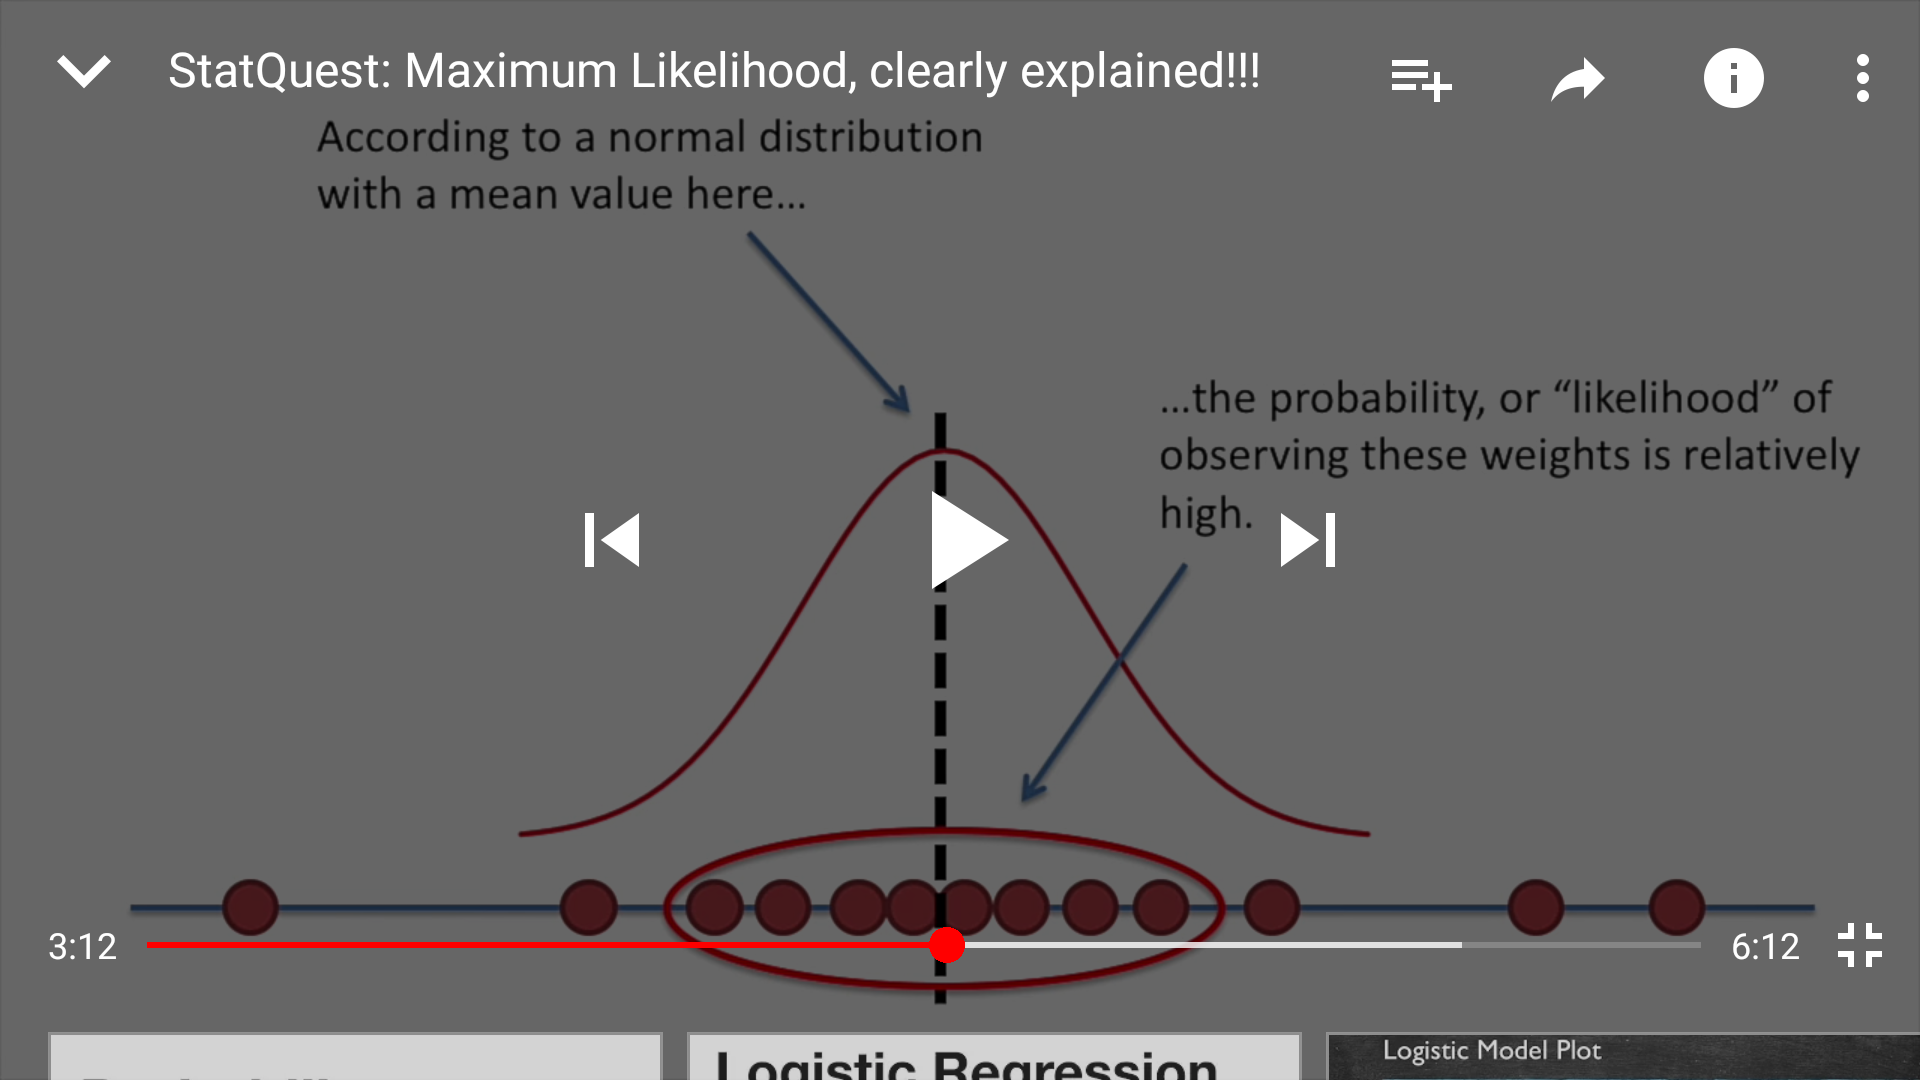 StatQuest: Maximum Likelihood, clearly explained!!!
According to a normal distribution
with a mean value here...
...the probability, or “likelihood” of
observing these weights is relatively
high.
3:12
6:12
Logistic Regression
Logistic Model Plot